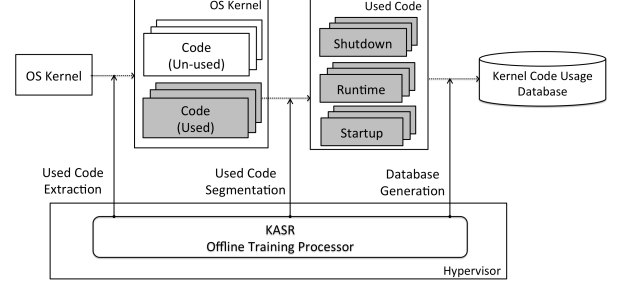 OS Kernel
Used Code
OS Kernel
Code
(Un-used)
Code
(Used)
Shutdown
Runtime
Startup
Kernel Code Usage
Database
Used Code
Extraction
Used Code
Segmentation
Database
Generation
KASR
Offline Training Processor
Hypervisor